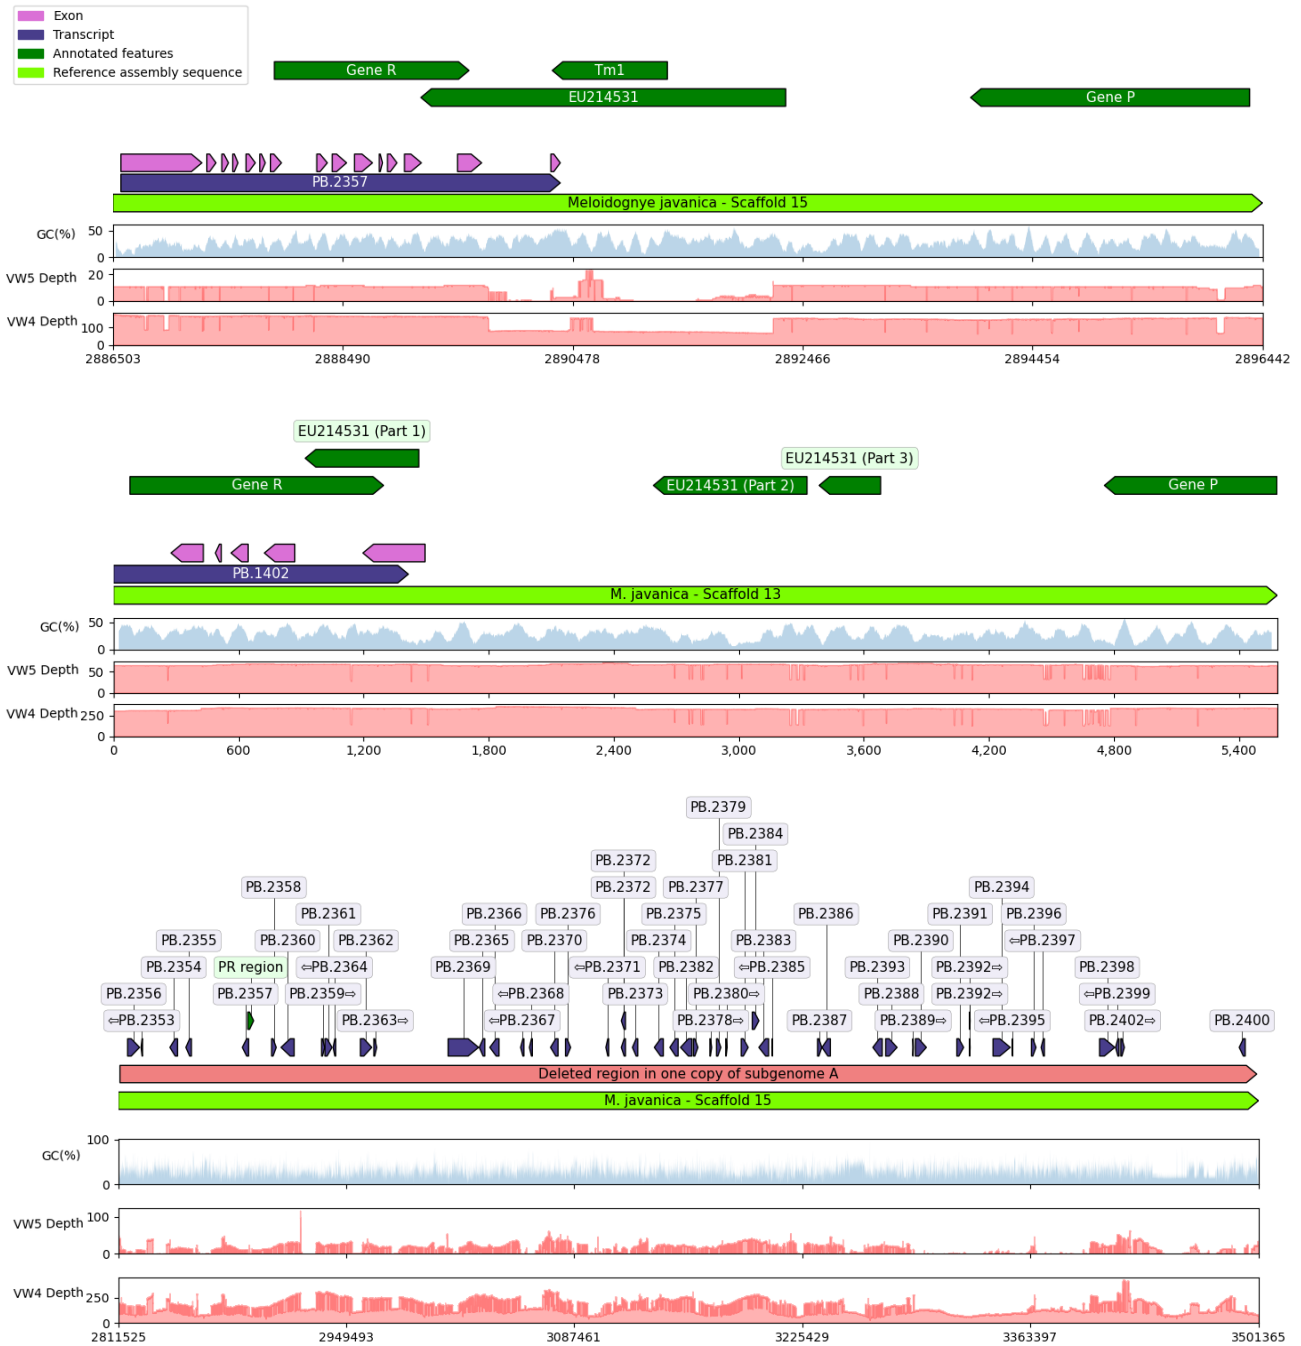 Exon
Transcript
Annotated features
Reference assembly sequence
Gene R
Tm1
EU214531
Gene P
PB.2357
Meloidognye javanica - Scaffold 15
GC(%)
50
0
VW5 Depth
20
0
VW4 Depth
100
0
2886503 2888490 2890478 2892466 2894454 2896442
EU214531 (Part 1)
EU214531 (Part 3)
Gene R
EU214531 (Part 2)
Gene P
PB.1402
M. javanica - Scaffold 13
GC(%)
50
0
VW5 Depth
50
0
VW4 Depth
250
0
0 600 1,200 1,800 2,400 3,000 3,600 4,200 4,800 5,400
PB.2379
PB.2384
PB.2372 PB.2381
PB.2358 PB.2372 PB.2377 PB.2394
PB.2361 PB.2366 PB.2376 PB.2375 PB.2386 PB.2391 PB.2396
PB.2355 PB.2360 PB.2362 PB.2365 PB.2370 PB.2374 PB.2383 PB.2390 ⇦PB.2397
PB.2354 PR region ⇦PB.2364 PB.2369 ⇦PB.2371 PB.2382 ⇦PB.2385 PB.2393 PB.2392⇨ PB.2398
PB.2356 PB.2357 PB.2359⇨ ⇦PB.2368 PB.2373 PB.2380⇨ PB.2388 PB.2392⇨ ⇦PB.2399
⇦PB.2353 PB.2363⇨ ⇦PB.2367 PB.2378⇨ PB.2387 PB.2389⇨ ⇦PB.2395 PB.2402⇨ PB.2400
Deleted region in one copy of subgenome A
M. javanica - Scaffold 15
GC(%)
100
0
VW5 Depth
100
0
VW4 Depth
250
0
2811525 2949493 3087461 3225429 3363397 3501365